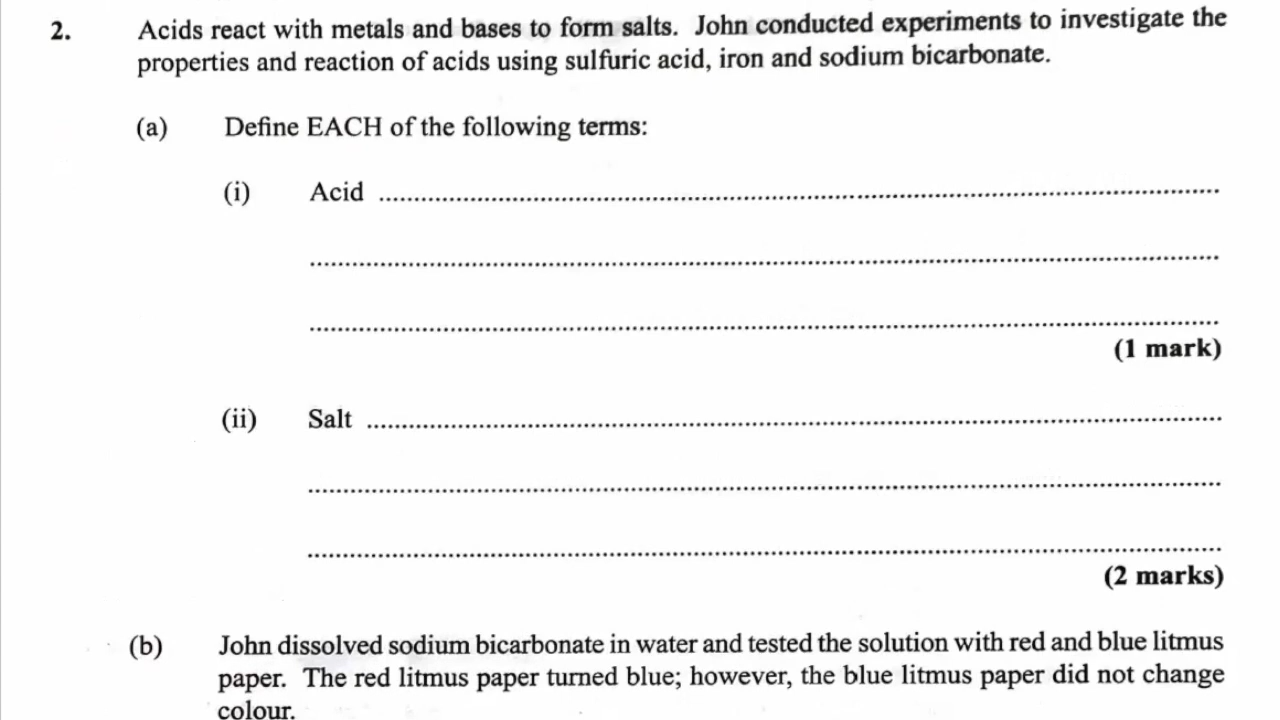 2. Acids react with metals and bases to form salts. John conducted experiments to investigate the
properties and reaction of acids using sulfuric acid, iron and sodium bicarbonate.
(a) Define EACH of the following terms:
(i) Acid ....................................................................................................
....................................................................................................
....................................................................................................
(1 mark)
(ii) Salt ....................................................................................................
....................................................................................................
....................................................................................................
(2 marks)
(b) John dissolved sodium bicarbonate in water and tested the solution with red and blue litmus
paper. The red litmus paper turned blue; however, the blue litmus paper did not change
colour.